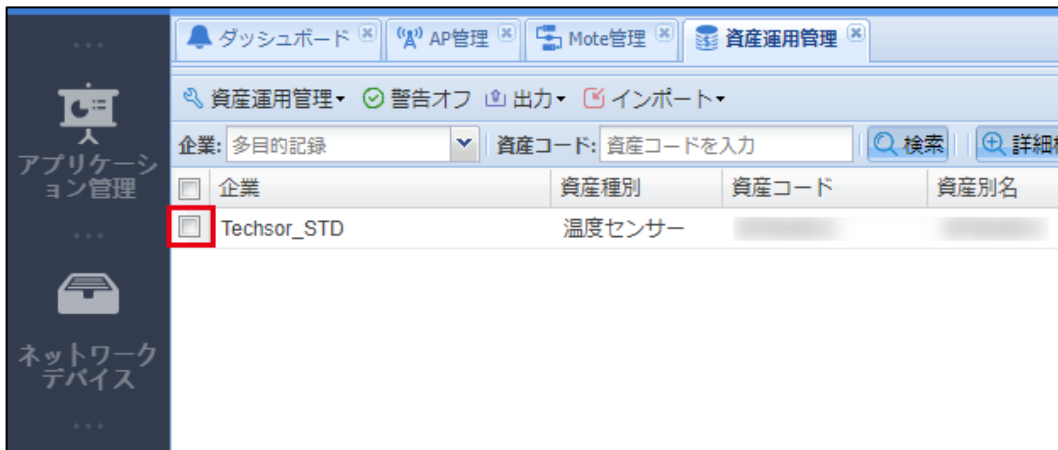 ダッシュボード AP管理 Mote管理 資産運用管理
資産運用管理 警告オフ 出力 インポート
企業: 多目的記録 資産コード: 資産コードを入力 検索 詳細
企業 資産種別 資産コード 資産別名
Techsor_STD 温度センサー
アプリケーシ
ョン管理
ネットワーク
デバイス